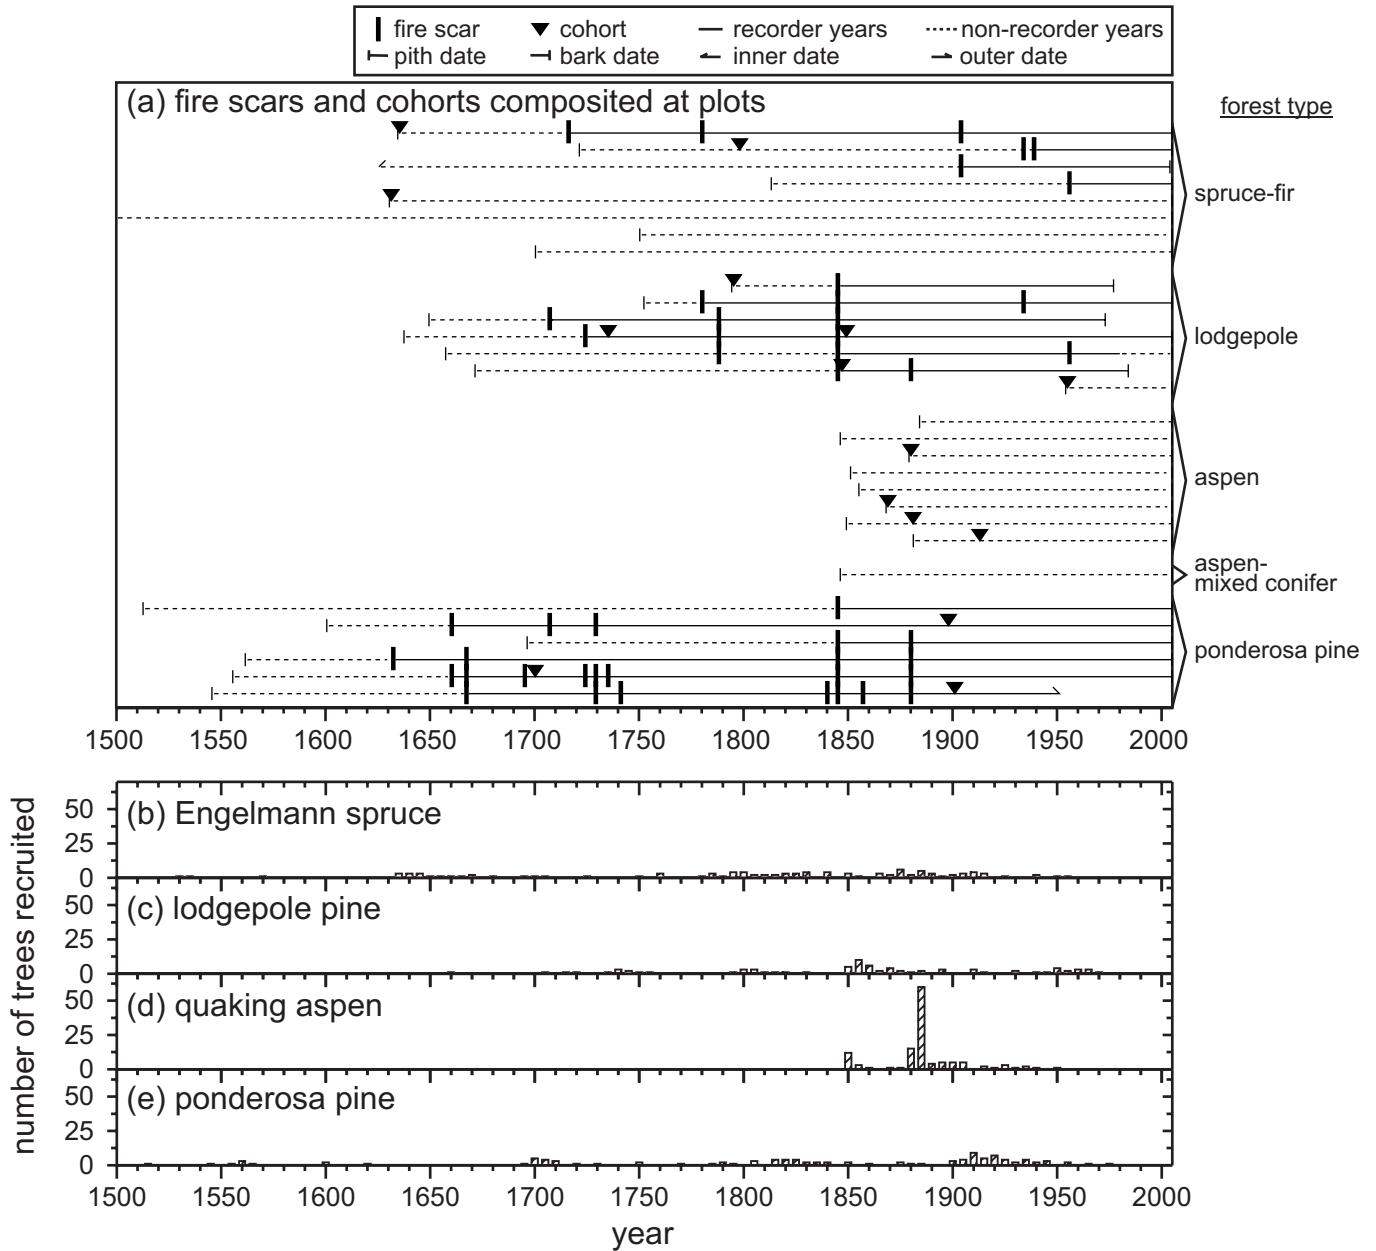 fire scar cohort recorder years non-recorder years
pith date bark date inner date outer date
(a) fire scars and cohorts composited at plots
forest type
spruce-fir
lodgepole
aspen
aspen-
mixed conifer
ponderosa pine
1500 1550 1600 1650 1700 1750 1800 1850 1900 1950 2000
number of trees recruited
50
25
0
(b) Engelmann spruce
50
25
0
(c) lodgepole pine
50
25
0
(d) quaking aspen
50
25
0
(e) ponderosa pine
1500 1550 1600 1650 1700 1750 1800 1850 1900 1950 2000
year